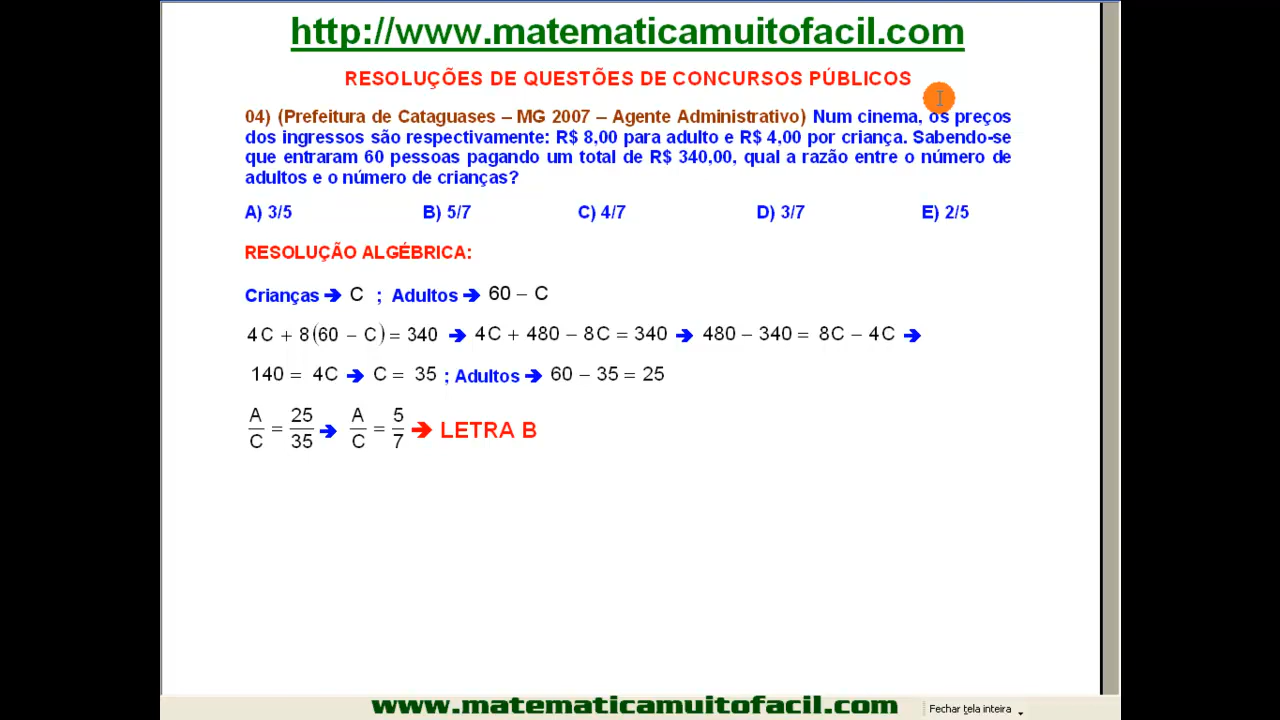 http://www.matematicamuitofacil.com
RESOLUÇÕES DE QUESTÕES DE CONCURSOS PÚBLICOS
04) (Prefeitura de Cataguases – MG 2007 – Agente Administrativo) Num cinema, os preços
dos ingressos são respectivamente: R$ 8,00 para adulto e R$ 4,00 por criança. Sabendo-se
que entraram 60 pessoas pagando um total de R$ 340,00, qual a razão entre o número de
adultos e o número de crianças?
A) 3/5 B) 5/7 C) 4/7 D) 3/7 E) 2/5
RESOLUÇÃO ALGÉBRICA:
Crianças ➔ C ; Adultos ➔ 60 – C
4C + 8(60 – C) = 340 ➔ 4C + 480 – 8C = 340 ➔ 480 – 340 = 8C – 4C ➔
140 = 4C ➔ C = 35 ; Adultos ➔ 60 – 35 = 25
A/C = 25/35 ➔ A/C = 5/7 ➔ LETRA B
www.matematicamuitofacil.com
Fechar tela inteira